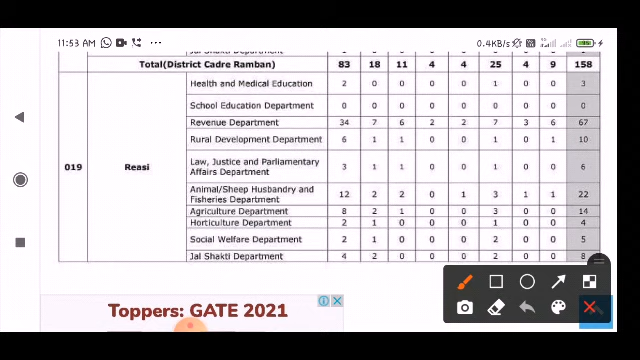 11:53 AM ... 0.4KB/s
Jal Shakti Department
Total(District Cadre Ramban) 83 18 11 4 4 25 4 9 158
Health and Medical Education 2 0 0 0 0 1 0 0 3
School Education Department 0 0 0 0 0 0 0 0 0
Revenue Department 34 7 6 2 2 7 3 6 67
Rural Development Department 6 1 1 0 0 1 0 1 10
019 Reasi
Law, Justice and Parliamentary
Affairs Department 3 1 1 0 0 1 0 0 6
Animal/Sheep Husbandry and
Fisheries Department 12 2 2 0 1 3 1 1 22
Agriculture Department 8 2 1 0 0 3 0 0 14
Horticulture Department 2 1 0 0 0 1 0 0 4
Social Welfare Department 2 1 0 0 0 2 0 0 5
Jal Shakti Department 4 2 0 0 0 2 0 0 8
Toppers: GATE 2021